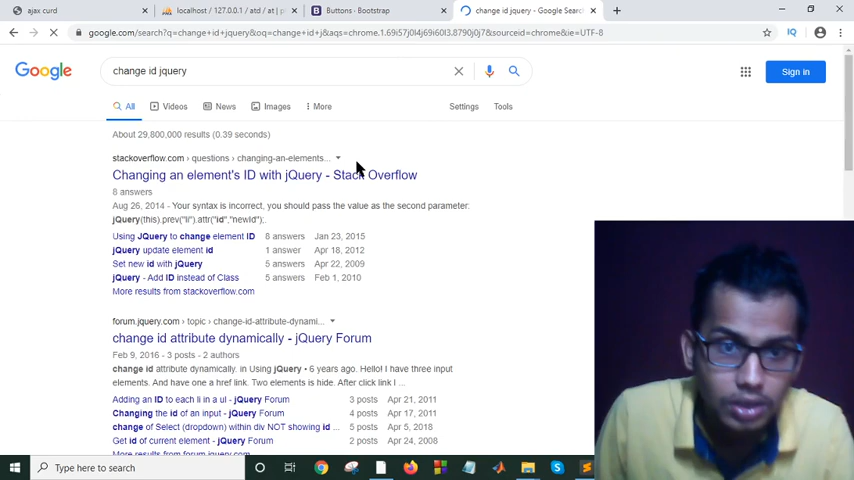 ajax curd
localhost / 127.0.0.1 / atd / at | p
Buttons · Bootstrap
change id jquery - Google Search
google.com/search?q=change+id+jquery&oq=change+id+j&aqs=chrome.1.69i57j0l4j69i60l3.8790j0j7&sourceid=chrome&ie=UTF-8
IQ
Google
change id jquery
Sign in
All
Videos
News
Images
More
Settings
Tools
About 29,800,000 results (0.39 seconds)
stackoverflow.com › questions › changing-an-elements...
Changing an element's ID with jQuery - Stack Overflow
8 answers
Aug 26, 2014 - Your syntax is incorrect, you should pass the value as the second parameter.
jQuery(this).prev("li").attr("id","newId");.
Using JQuery to change element ID 8 answers Jan 23, 2015
jQuery update element id 1 answer Apr 18, 2012
Set new id with jQuery 5 answers Apr 22, 2009
jQuery - Add ID instead of Class 5 answers Feb 1, 2010
More results from stackoverflow.com
forum.jquery.com › topic › change-id-attribute-dynami...
change id attribute dynamically - jQuery Forum
Feb 9, 2016 - 3 posts - 2 authors
change id attribute dynamically. in Using jQuery • 6 years ago. Hello! I have three input
elements. And have one a href link. Two elements is hide. After click link I ...
Adding an ID to each li in a ul - jQuery Forum 3 posts Apr 21, 2011
Changing the id of an input - jQuery Forum 4 posts Apr 17, 2011
change of Select (dropdown) within div NOT showing id ... 5 posts Apr 5, 2018
Get id of current element - jQuery Forum 2 posts Apr 24, 2008
More results from forum.jquery.com
Type here to search